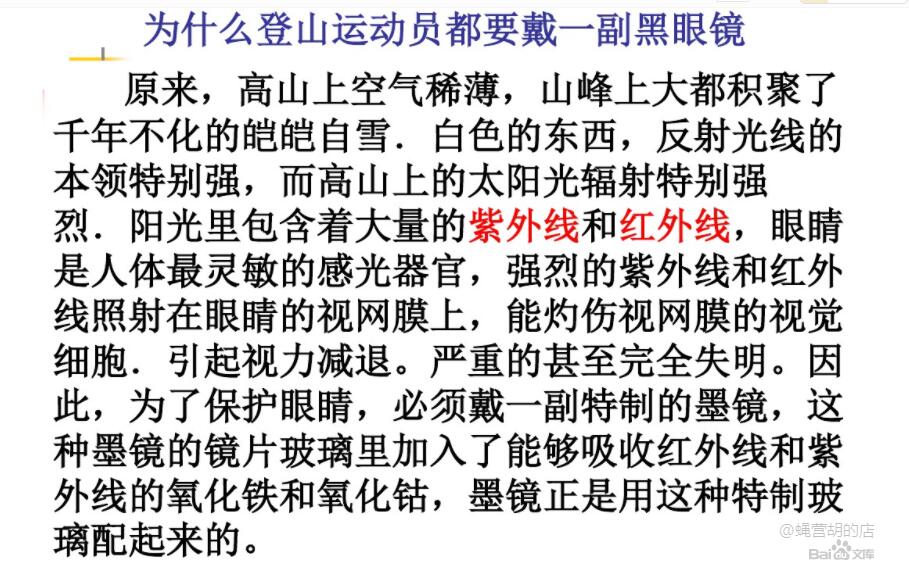 为什么登山运动员都要戴一副黑眼镜
原来，高山上空气稀薄，山峰上大都积聚了
千年不化的皑皑自雪．白色的东西，反射光线的
本领特别强，而高山上的太阳光辐射特别强
烈．阳光里包含着大量的紫外线和红外线，眼睛
是人体最灵敏的感光器官，强烈的紫外线和红外
线照射在眼睛的视网膜上，能灼伤视网膜的视觉
细胞．引起视力减退。严重的甚至完全失明。因
此，为了保护眼睛，必须戴一副特制的墨镜，这
种墨镜的镜片玻璃里加入了能够吸收红外线和紫
外线的氧化铁和氧化钴，墨镜正是用这种特制玻
璃配起来的。
@蝇营胡的店
Bai文库